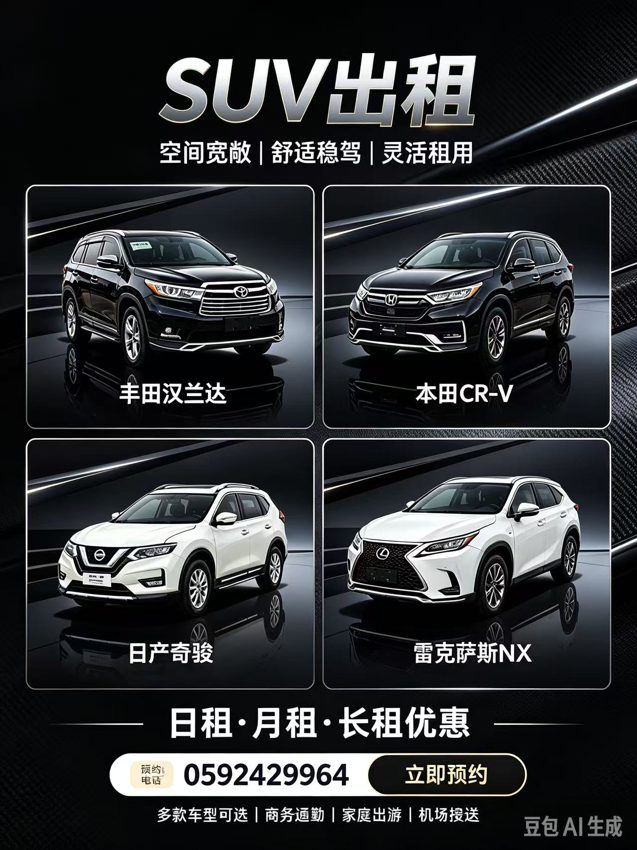 SUV出租
空间宽敞 | 舒适稳驾 | 灵活租用
丰田汉兰达
本田CR-V
日产奇骏
雷克萨斯NX
日租·月租·长租优惠
预约
电话
0592429964
立即预约
多款车型可选 | 商务通勤 | 家庭出游 | 机场接送
豆包AI生成